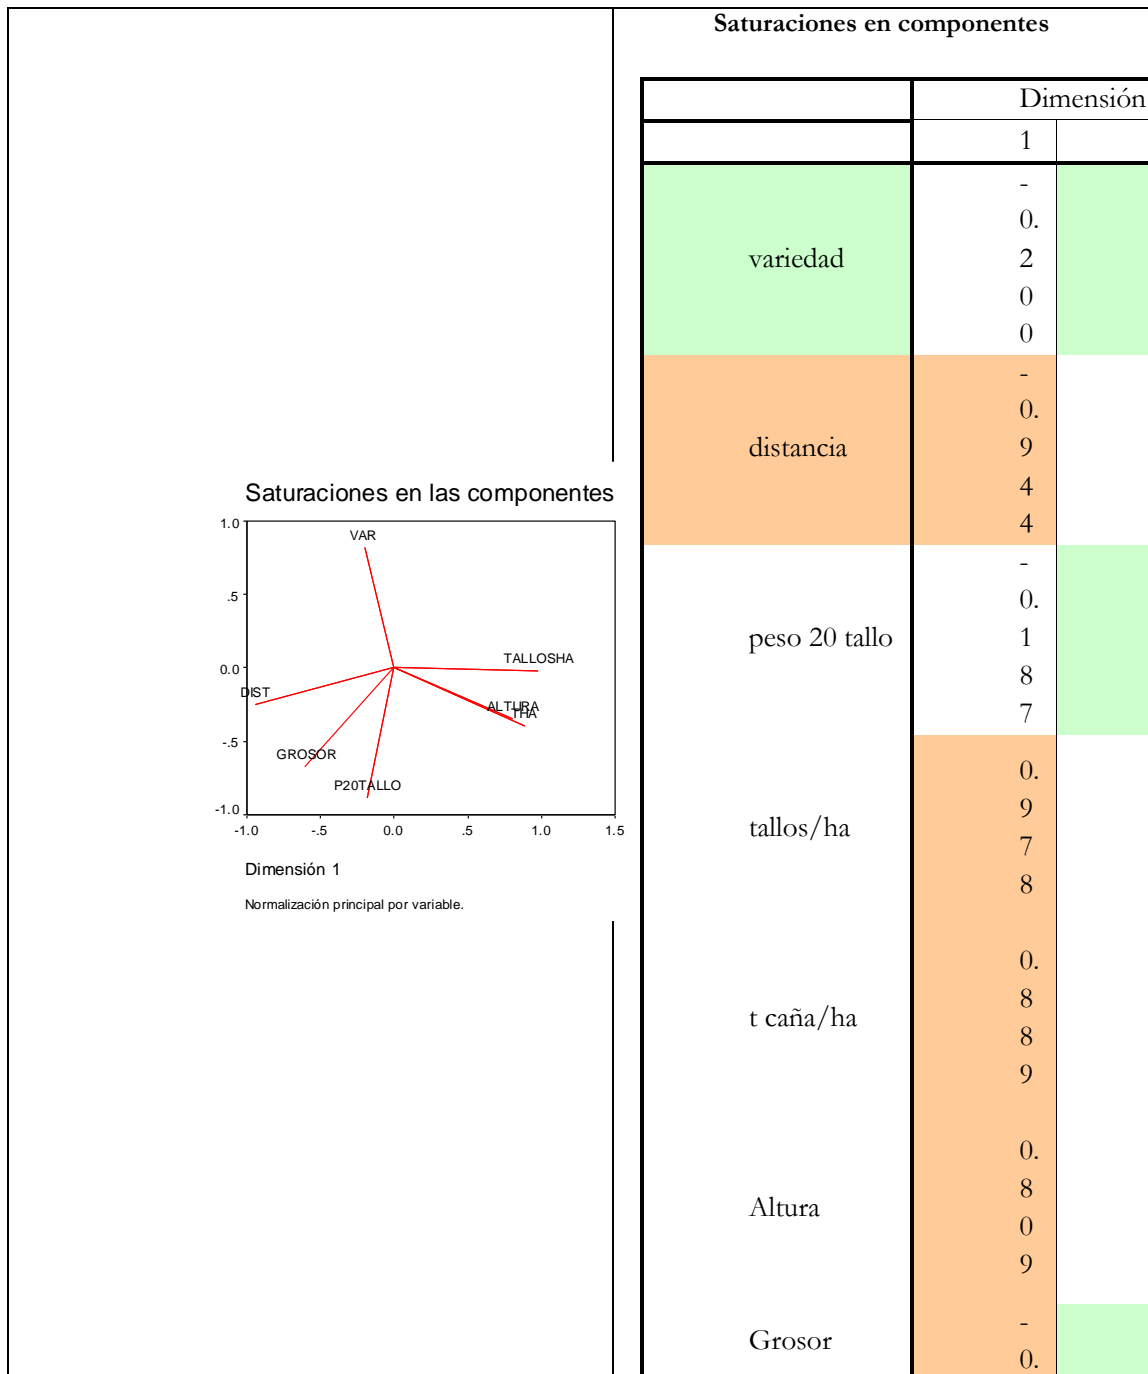 Saturaciones en componentes
Dimensión
1
variedad
-
0.
2
0
0
distancia
-
0.
9
4
4
peso 20 tallo
-
0.
1
8
7
tallos/ha
0.
9
7
8
t caña/ha
0.
8
8
9
Altura
0.
8
0
9
Grosor
-
0.
Saturaciones en las componentes
1.0
.5
0.0
-.5
-1.0
VAR
TALLOSHA
DIST
ALTURA
THA
GROSOR
P20TALLO
-1.0 -.5 0.0 .5 1.0 1.5
Dimensión 1
Normalización principal por variable.